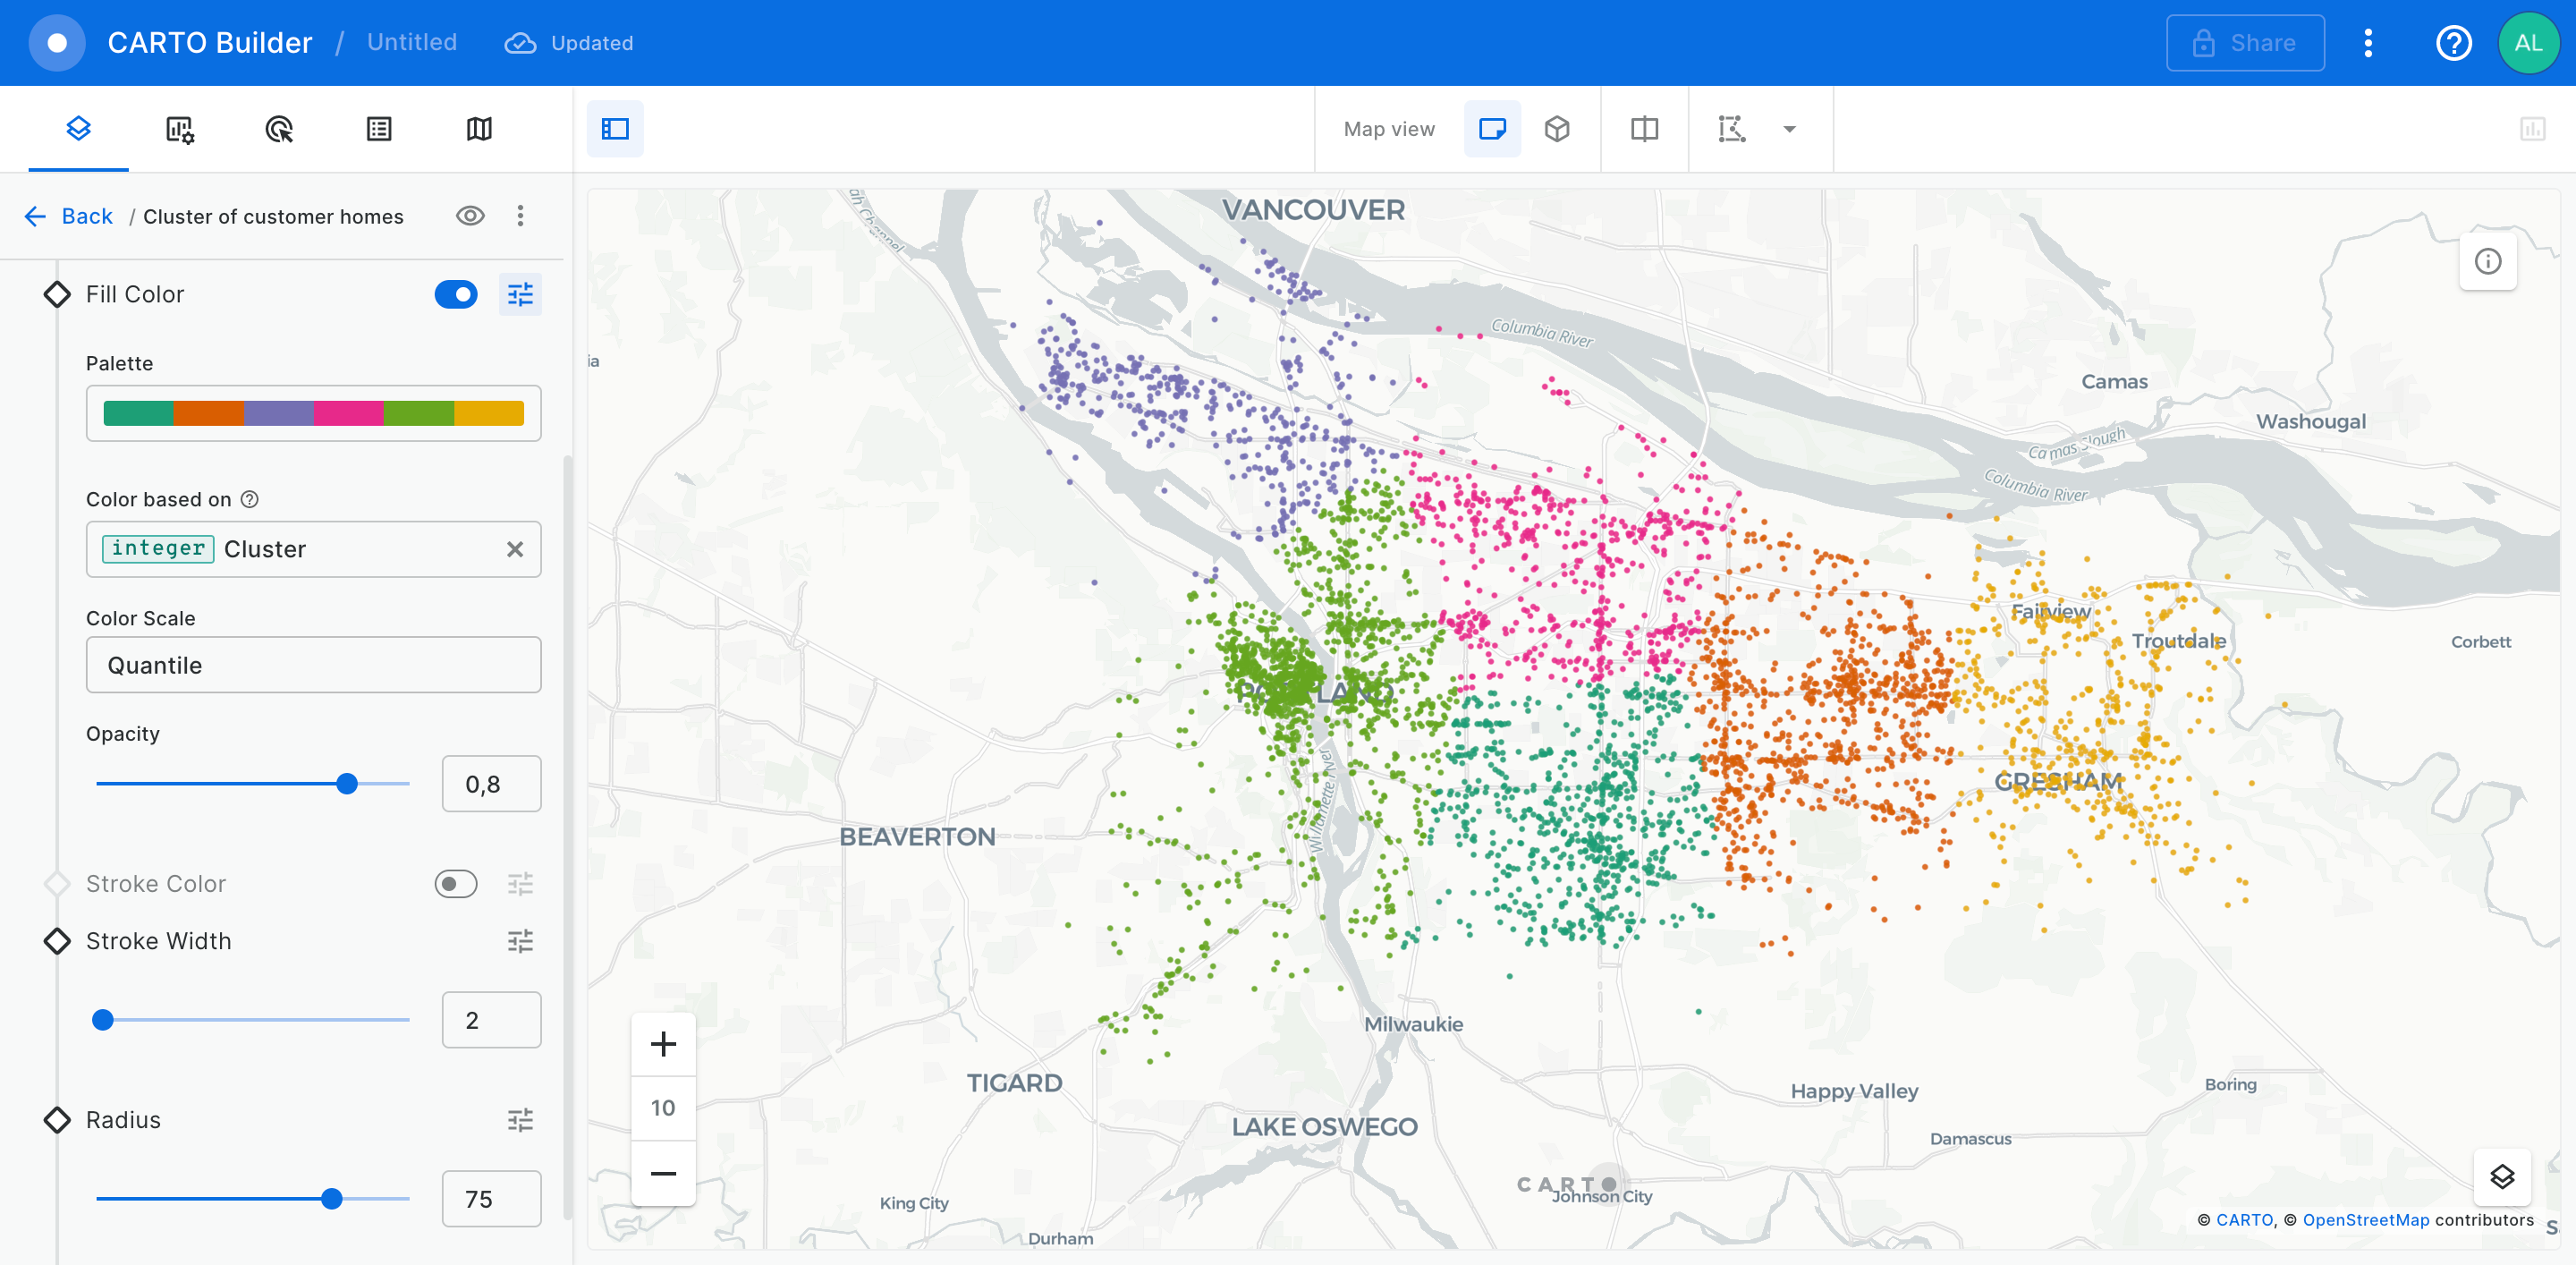 CARTO Builder / Untitled Updated
Share
AL
Map view
Back / Cluster of customer homes
Fill Color
Palette
Color based on
integer Cluster
Color Scale
Quantile
Opacity
0,8
Stroke Color
Stroke Width
2
Radius
75
VANCOUVER
Columbia River
Camas
Washougal
Camas Slough
Columbia River
ia
Fairview
Troutdale
Corbett
PORTLAND
GRESHAM
BEAVERTON
Willamette River
Milwaukie
TIGARD
Happy Valley
Boring
LAKE OSWEGO
Damascus
King City
CARTO
Johnson City
Durham
+
10
−
© CARTO, © OpenStreetMap contributors